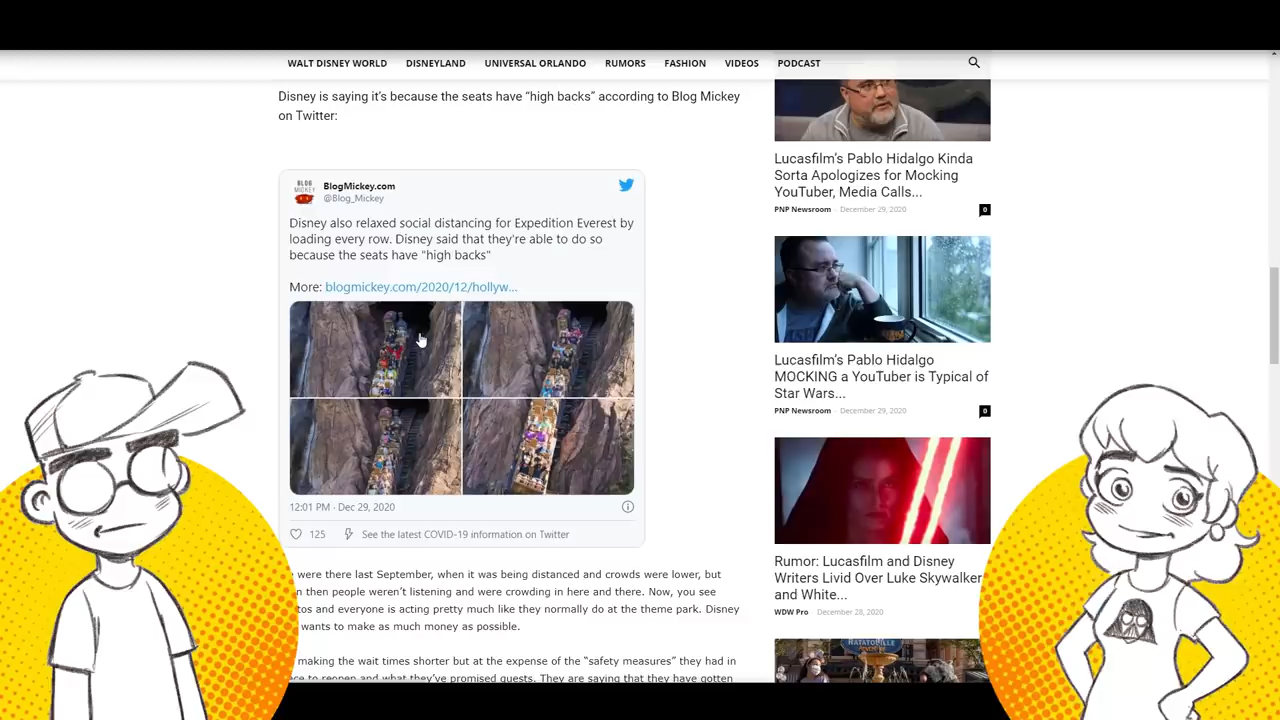 WALT DISNEY WORLD DISNEYLAND UNIVERSAL ORLANDO RUMORS FASHION VIDEOS PODCAST
Disney is saying it’s because the seats have “high backs” according to Blog Mickey
on Twitter:
BLOG
MICKEY
BlogMickey.com
@Blog_Mickey
Disney also relaxed social distancing for Expedition Everest by
loading every row. Disney said that they're able to do so
because the seats have "high backs"
More: blogmickey.com/2020/12/hollyw...
12:01 PM · Dec 29, 2020
125 See the latest COVID-19 information on Twitter
were there last September, when it was being distanced and crowds were lower, but
then people weren’t listening and were crowding in here and there. Now, you see
and everyone is acting pretty much like they normally do at the theme park. Disney
wants to make as much money as possible.
making the wait times shorter but at the expense of the “safety measures” they had in
to reopen and what they’ve promised guests. They are saying that they have gotten
Lucasfilm’s Pablo Hidalgo Kinda
Sorta Apologizes for Mocking
YouTuber, Media Calls...
PNP Newsroom - December 29, 2020 0
Lucasfilm’s Pablo Hidalgo
MOCKING a YouTuber is Typical of
Star Wars...
PNP Newsroom - December 29, 2020 0
Rumor: Lucasfilm and Disney
Writers Livid Over Luke Skywalker
and White...
WDW Pro December 28, 2020
RATATOUILLE